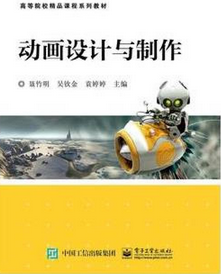 高等院校精品课程系列教材
动画设计与制作
聂竹明 吴钦金 袁婷婷 主编
中国工信出版集团
电子工业出版社